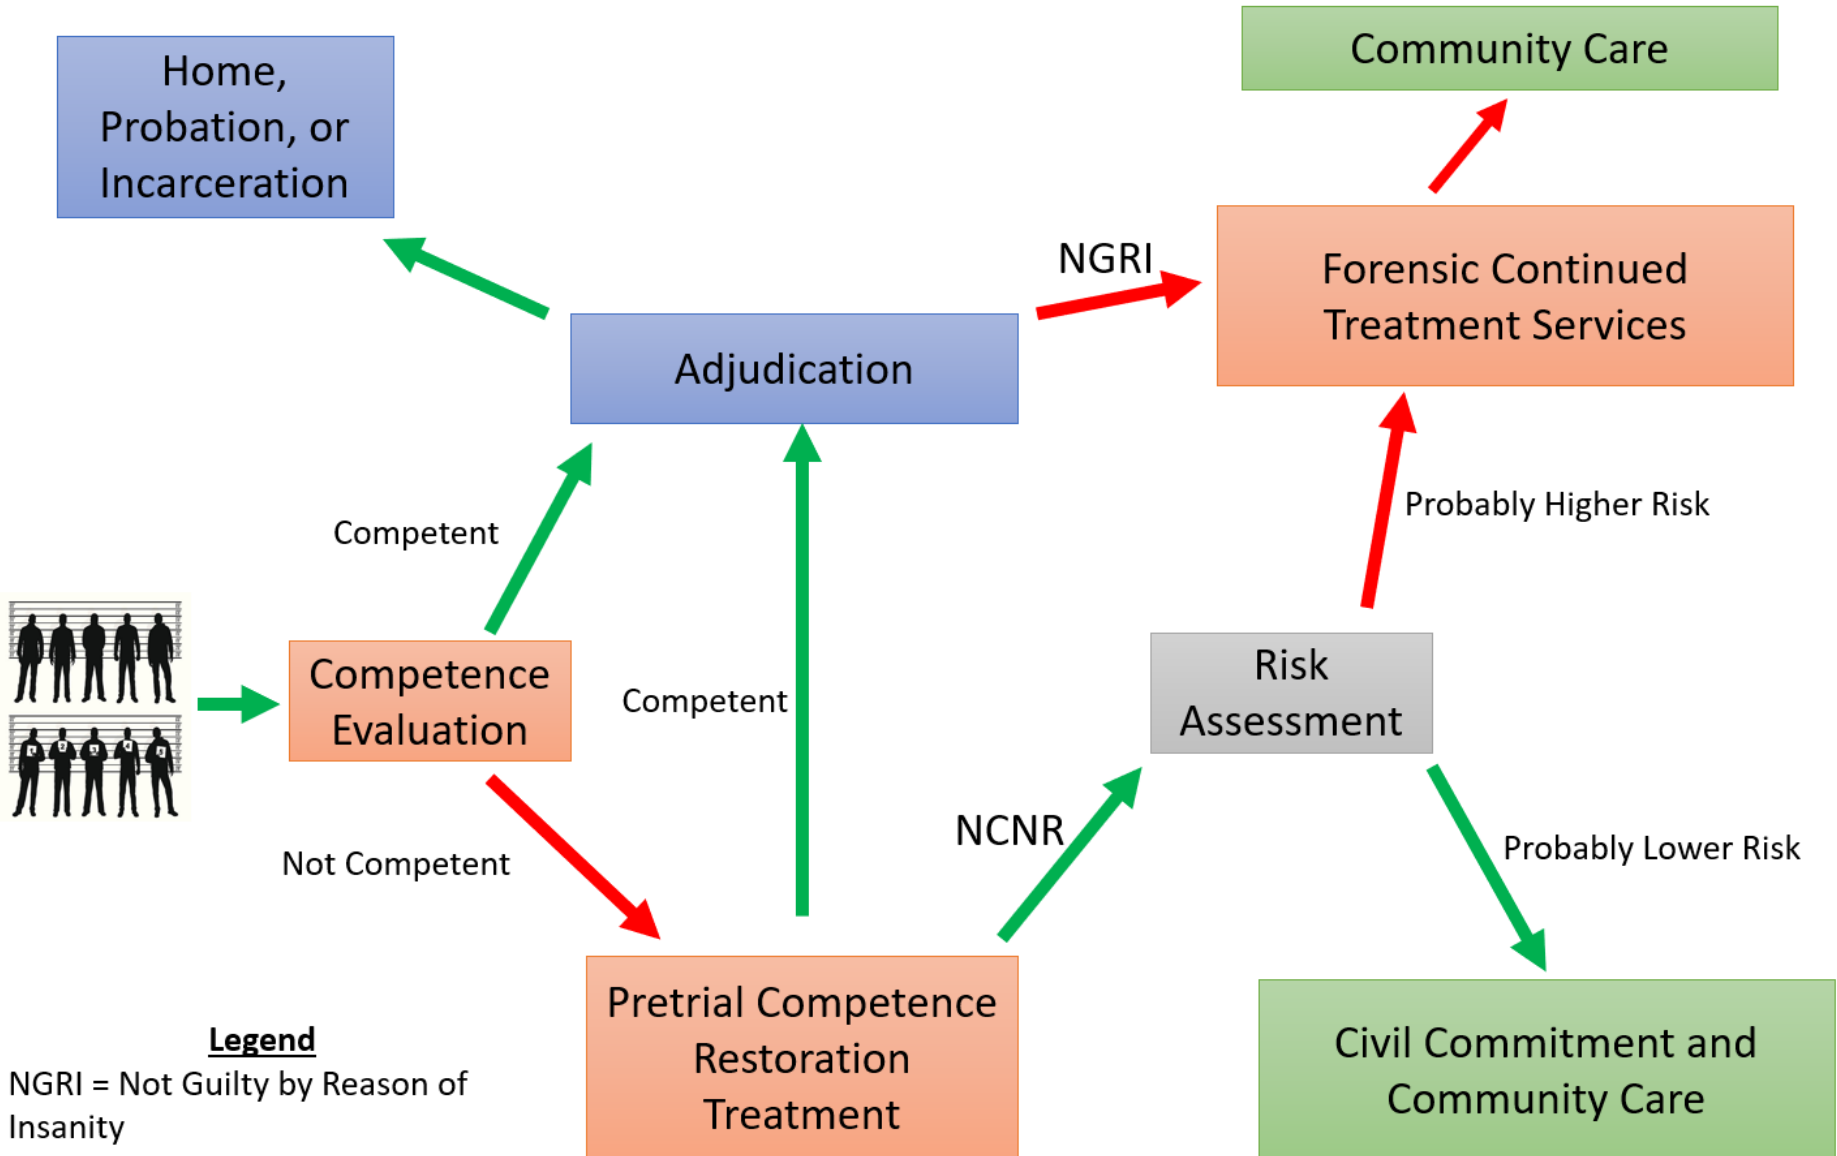 Community Care
Home,
Probation, or
Incarceration
NGRI
Forensic Continued
Treatment Services
Adjudication
Competent
Probably Higher Risk
Competence
Evaluation
Competent
Risk
Assessment
NCNR
Not Competent
Probably Lower Risk
Pretrial Competence
Restoration
Treatment
Civil Commitment and
Community Care
Legend
NGRI = Not Guilty by Reason of
Insanity